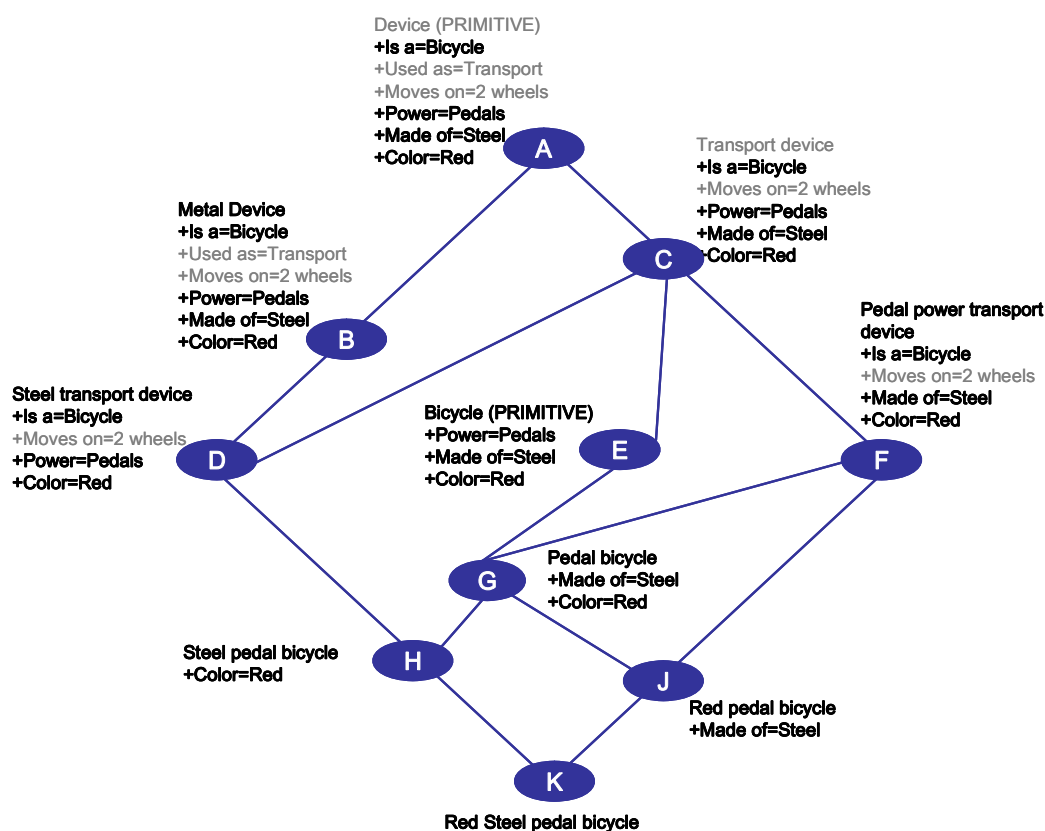 Device (PRIMITIVE)
+Is a=Bicycle
+Used as=Transport
+Moves on=2 wheels
+Power=Pedals
+Made of=Steel
+Color=Red
A
Transport device
+Is a=Bicycle
+Moves on=2 wheels
+Power=Pedals
+Made of=Steel
+Color=Red
C
Metal Device
+Is a=Bicycle
+Used as=Transport
+Moves on=2 wheels
+Power=Pedals
+Made of=Steel
+Color=Red
B
Pedal power transport
device
+Is a=Bicycle
+Moves on=2 wheels
+Made of=Steel
+Color=Red
F
Steel transport device
+Is a=Bicycle
+Moves on=2 wheels
+Power=Pedals
+Color=Red
D
Bicycle (PRIMITIVE)
+Power=Pedals
+Made of=Steel
+Color=Red
E
G
Pedal bicycle
+Made of=Steel
+Color=Red
Steel pedal bicycle
+Color=Red
H
J
Red pedal bicycle
+Made of=Steel
K
Red Steel pedal bicycle